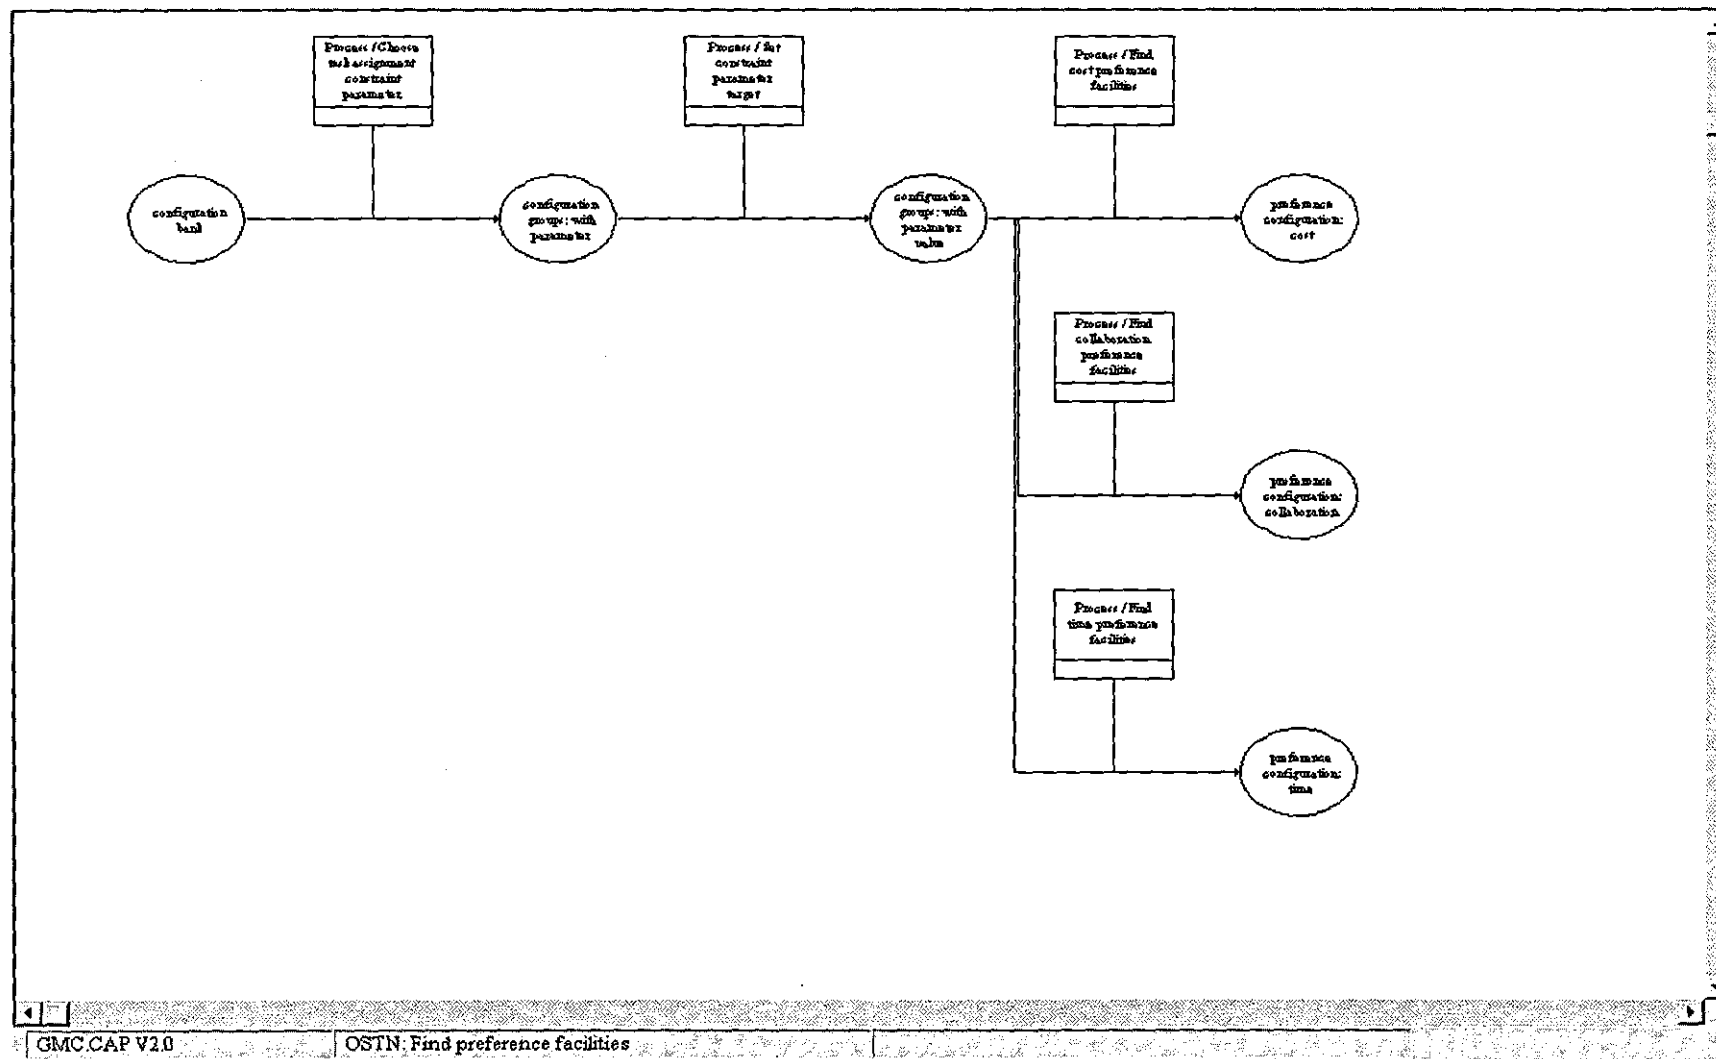 Process / Choose
task assignment
constraint
parameter
Process / Set
constraint
parameter
target
Process / Find
cost preference
facilities
configuration
bank
configuration
groups: with
parameter
configuration
groups: with
parameter
value
preference
configuration:
cost
Process / Find
collaboration
preference
facilities
preference
configuration:
collaboration
Process / Find
time preference
facilities
preference
configuration:
time
GMC.CAP V2.0
OSTN: Find preference facilities